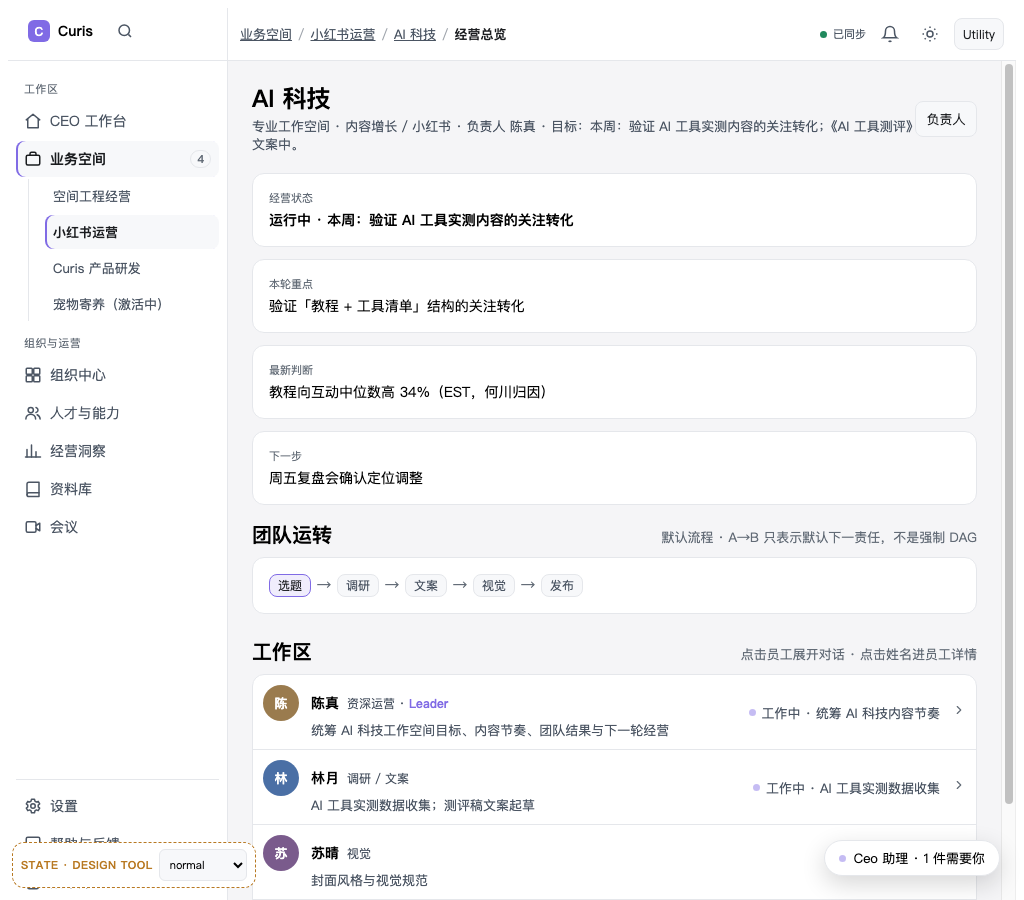 C Curis
业务空间 / 小红书运营 / AI 科技 / 经营总览
已同步
Utility
工作区
CEO 工作台
业务空间 4
空间工程经营
小红书运营
Curis 产品研发
宠物寄养（激活中）
组织与运营
组织中心
人才与能力
经营洞察
资料库
会议
设置
STATE · DESIGN TOOL normal
AI 科技
专业工作空间 · 内容增长 / 小红书 · 负责人 陈真 · 目标：本周：验证 AI 工具实测内容的关注转化；《AI 工具测评》
文案中。
负责人
经营状态
运行中 · 本周：验证 AI 工具实测内容的关注转化
本轮重点
验证「教程 + 工具清单」结构的关注转化
最新判断
教程向互动中位数高 34%（EST，何川归因）
下一步
周五复盘会确认定位调整
团队运转
默认流程 · A→B 只表示默认下一责任，不是强制 DAG
选题 → 调研 → 文案 → 视觉 → 发布
工作区
点击员工展开对话 · 点击姓名进员工详情
陈
陈真 资深运营 · Leader
统筹 AI 科技工作空间目标、内容节奏、团队结果与下一轮经营
工作中 · 统筹 AI 科技内容节奏
林
林月 调研 / 文案
AI 工具实测数据收集；测评稿文案起草
工作中 · AI 工具实测数据收集
苏
苏晴 视觉
封面风格与视觉规范
Ceo 助理 · 1 件需要你